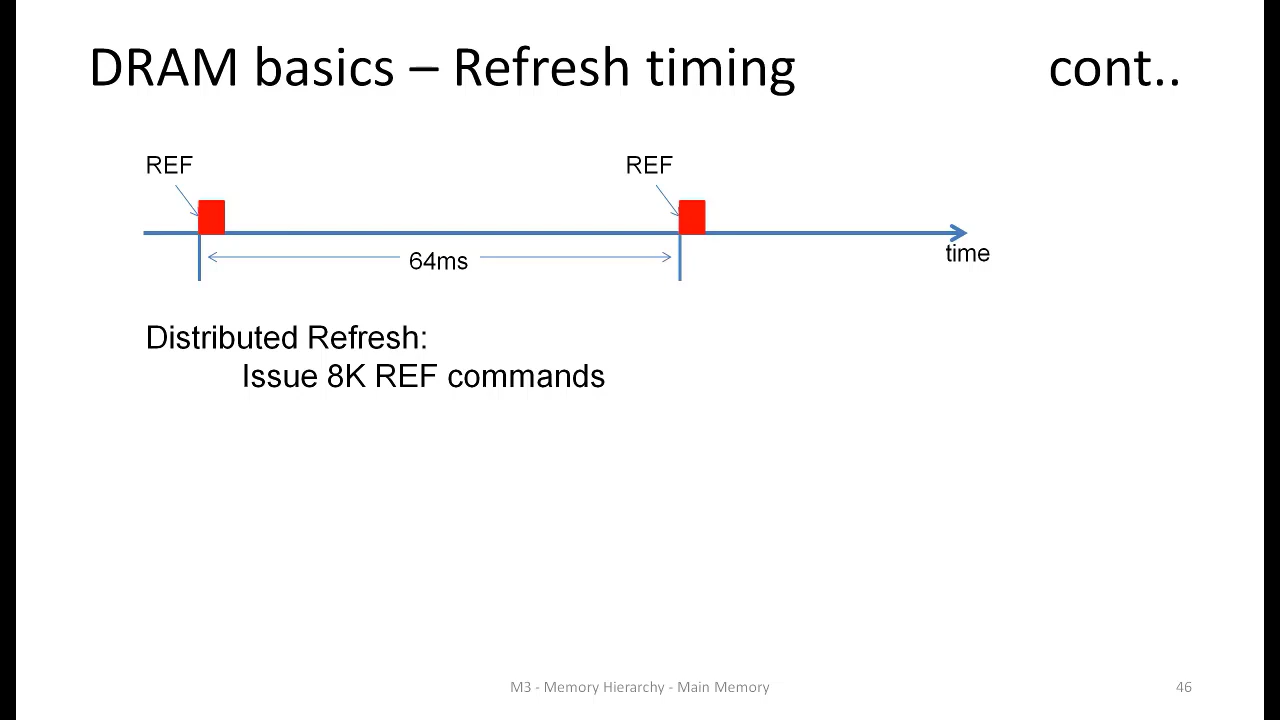 DRAM basics – Refresh timing cont..
REF REF
64ms
time
Distributed Refresh:
Issue 8K REF commands
M3 - Memory Hierarchy - Main Memory 46